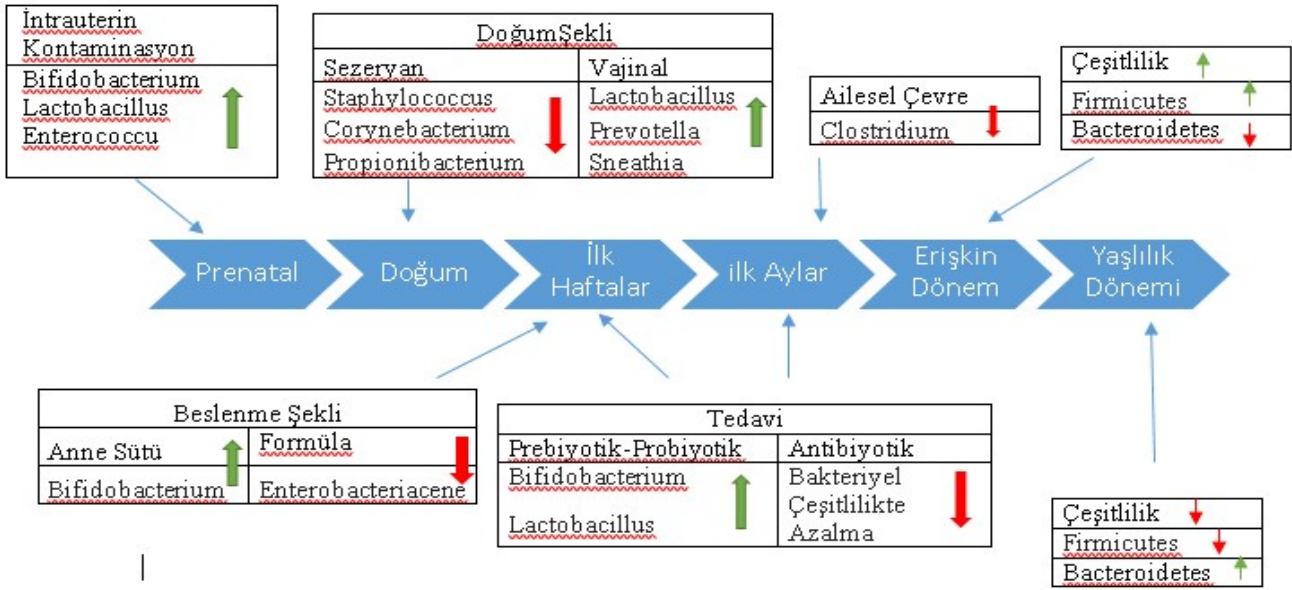 İntrauterin
Kontaminasyon
Bifidobacterium
Lactobacillus
Enterococcu
DoğumŞekli
Sezeryan
Vajinal
Staphylococcus
Corynebacterium
Propionibacterium
Lactobacillus
Prevotella
Sneathia
Ailesel Çevre
Clostridium
Çeşitlilik
Firmicutes
Bacteroidetes
Prenatal
Doğum
İlk
Haftalar
ilk Aylar
Erişkin
Dönem
Yaşlılık
Dönemi
Beslenme Şekli
Anne Sütü
Formüla
Bifidobacterium
Enterobacteriacene
Tedavi
Prebiyotik-Probiyotik
Antibiyotik
Bifidobacterium
Lactobacillus
Bakteriyel
Çeşitlilikte
Azalma
Çeşitlilik
Firmicutes
Bacteroidetes